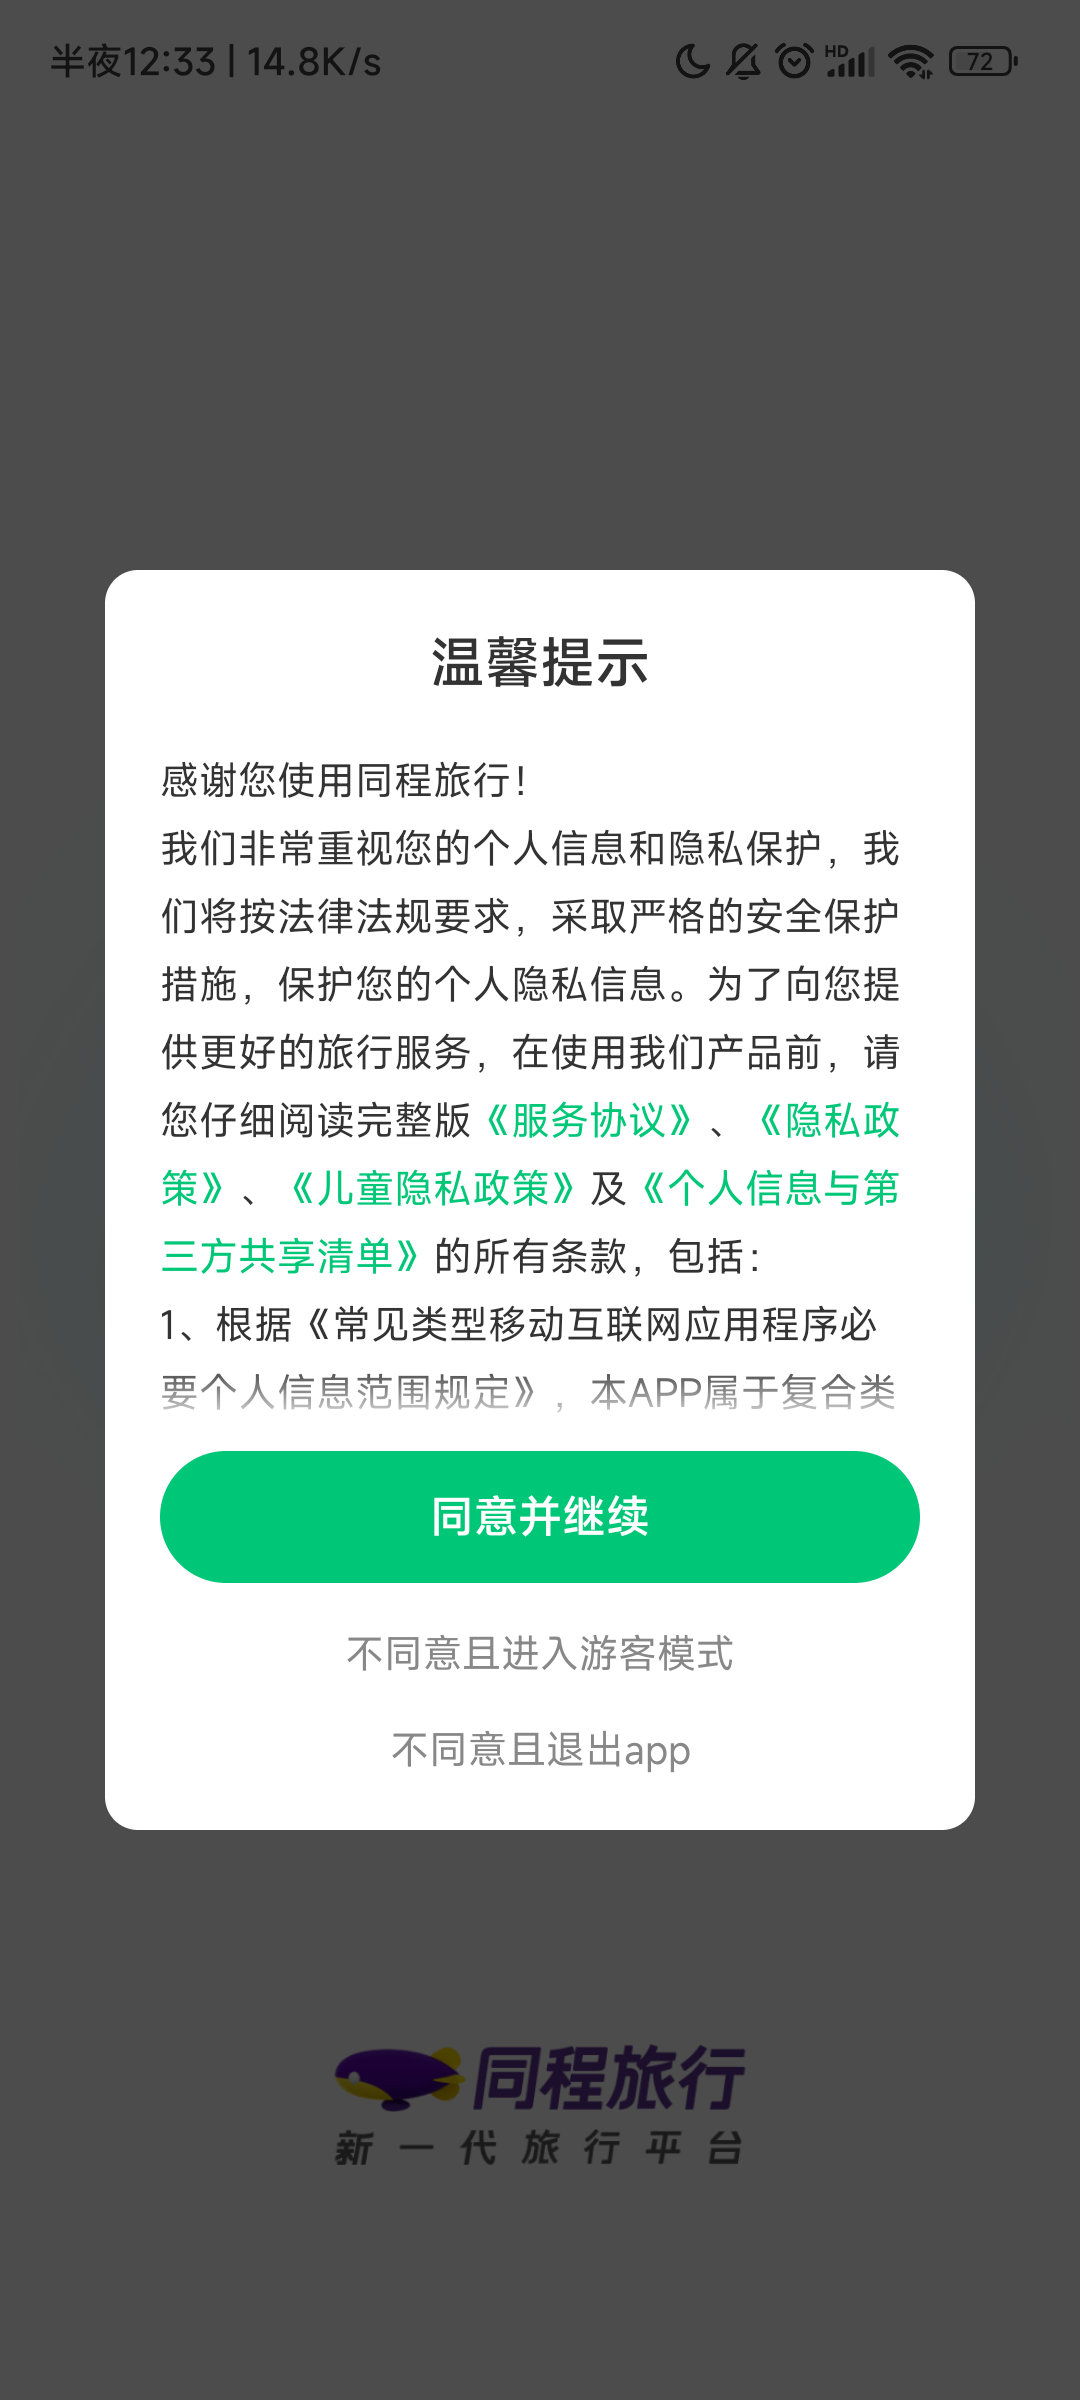 半夜12:33 | 14.8K/s
HD
72
温馨提示
感谢您使用同程旅行！
我们非常重视您的个人信息和隐私保护，我
们将按法律法规要求，采取严格的安全保护
措施，保护您的个人隐私信息。为了向您提
供更好的旅行服务，在使用我们产品前，请
您仔细阅读完整版《服务协议》、《隐私政
策》、《儿童隐私政策》及《个人信息与第
三方共享清单》的所有条款，包括：
1、根据《常见类型移动互联网应用程序必
要个人信息范围规定》，本APP属于复合类
同意并继续
不同意且进入游客模式
不同意且退出app
同程旅行
新一代旅行平台